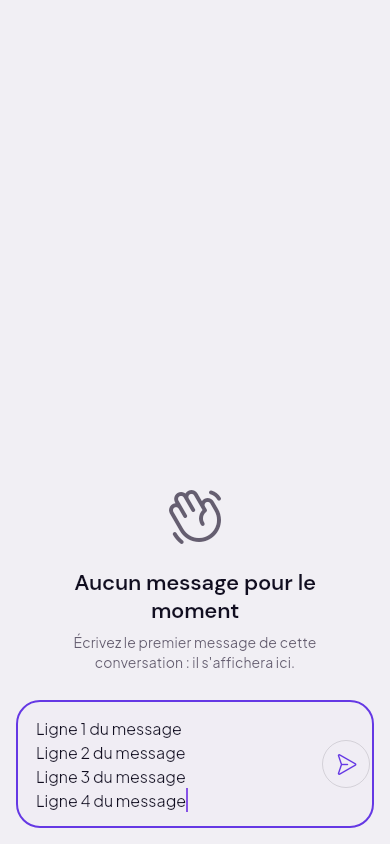 Aucun message pour le
moment
Écrivez le premier message de cette
conversation : il s'affichera ici.
Ligne 1 du message
Ligne 2 du message
Ligne 3 du message
Ligne 4 du message